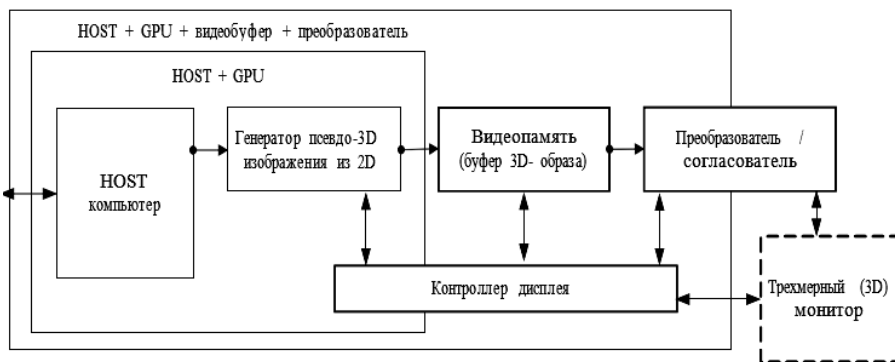 HOST + GPU + видеобуфер + преобразователь
HOST + GPU
HOST
компьютер
Генератор псевдо-3D
изображения из 2D
Видеопамять
(буфер 3D- образа)
Преобразователь /
согласователь
Контроллер дисплея
Трехмерный (3D)
монитор